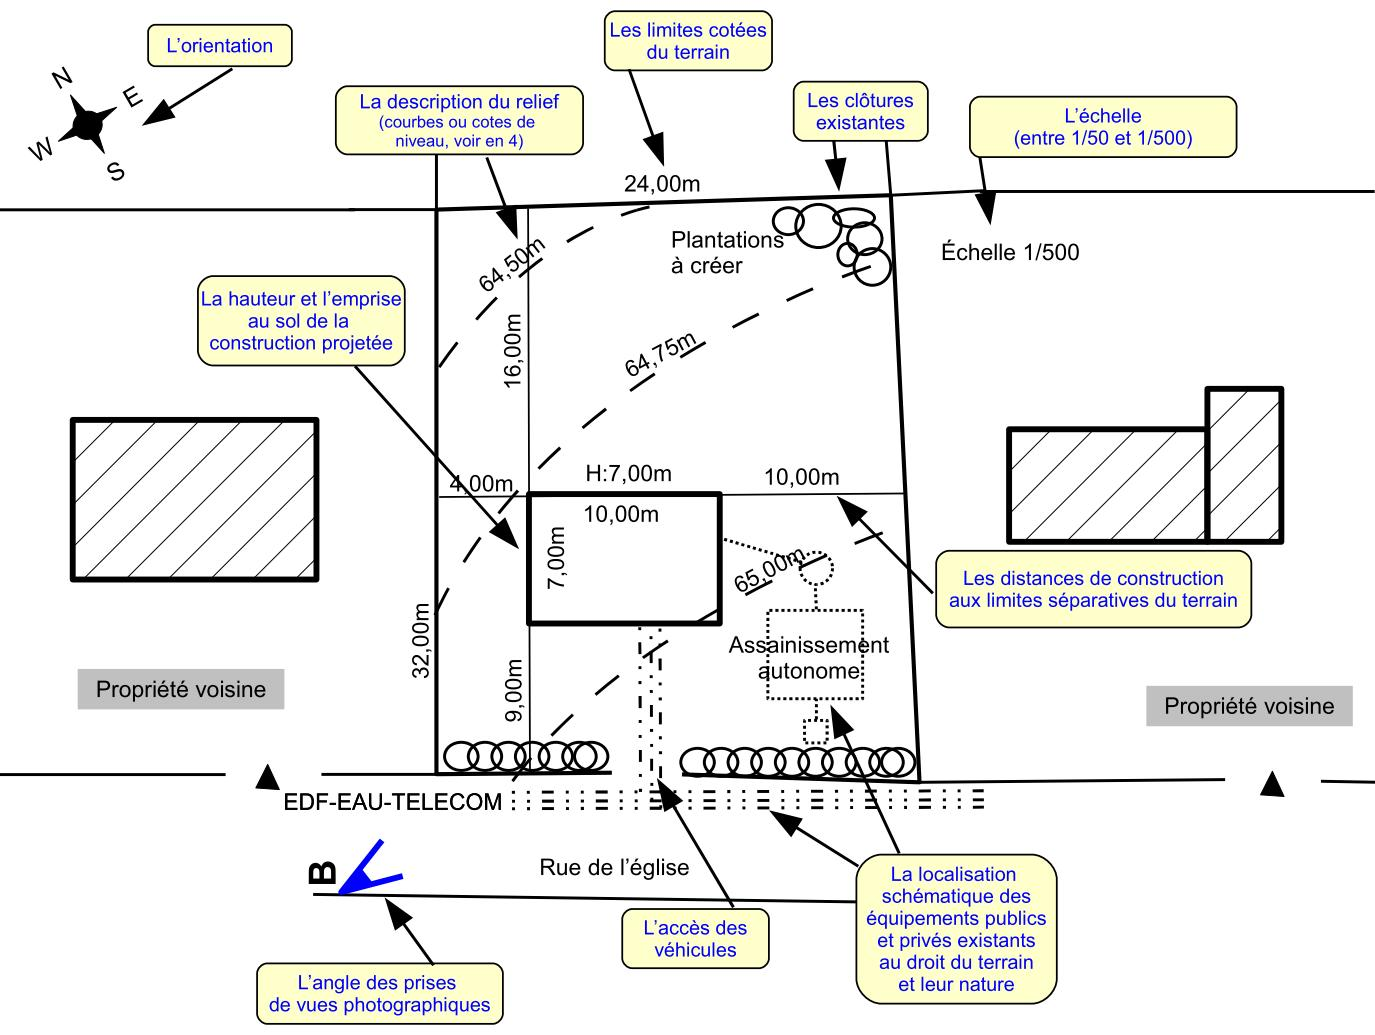 L'orientation
N
E
W
S
Les limites cotées
du terrain
La description du relief
(courbes ou cotes de
niveau, voir en 4)
Les clôtures
existantes
L'échelle
(entre 1/50 et 1/500)
24,00m
Plantations
à créer
Échelle 1/500
64,50m
La hauteur et l'emprise
au sol de la
construction projetée
16,00m
64,75m
4,00m
H:7,00m
10,00m
10,00m
7,00m
65,00m
Les distances de construction
aux limites séparatives du terrain
32,00m
Assainissement
autonome
9,00m
Propriété voisine
Propriété voisine
EDF-EAU-TELECOM
B
Rue de l'église
L'accès des
véhicules
La localisation
schématique des
équipements publics
et privés existants
au droit du terrain
et leur nature
L'angle des prises
de vues photographiques